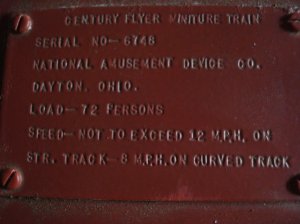 CENTURY FLYER MINITURE TRAIN
SERIAL NO-6748
NATIONAL AMUSEMENT DEVICE CO.
DAYTON. OHIO.
LOAD-72 PERSONS
SPEED-NOT TO EXCEED 12 M.P.H. ON
STR. TRACK-8 M.P.H. ON CURVED TRACK